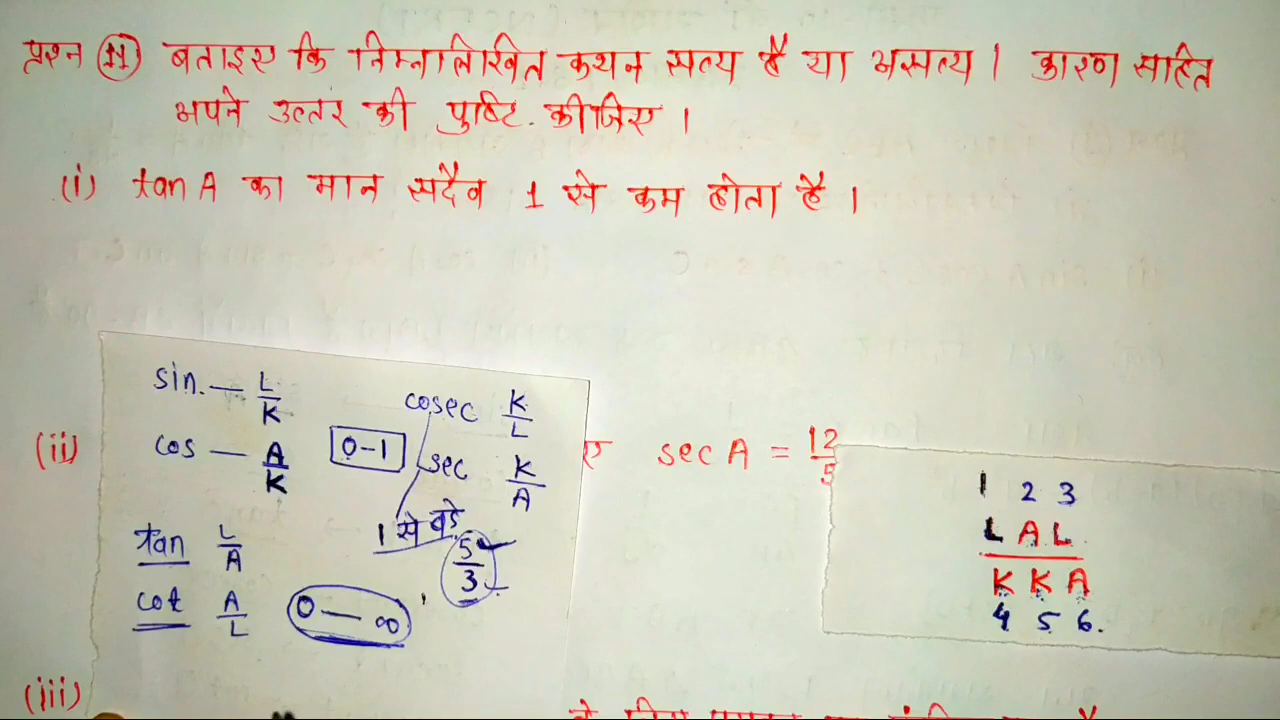 प्रश्न 11 बताइए कि निम्नलिखित कथन सत्य है या असत्य । कारण सहित
अपने उत्तर की पुष्टि कीजिए ।
(i) tan A का मान सदैव 1 से कम होता है ।
sin. — L/K
cosec K/L
cos — A/K
0-1
sec K/A
1 से बड़े
tan L/A
5/3
cot A/L
0 — ∞
(ii)
ए sec A = 12/5
1 2 3
L A L
K K A
4 5 6.
(iii)